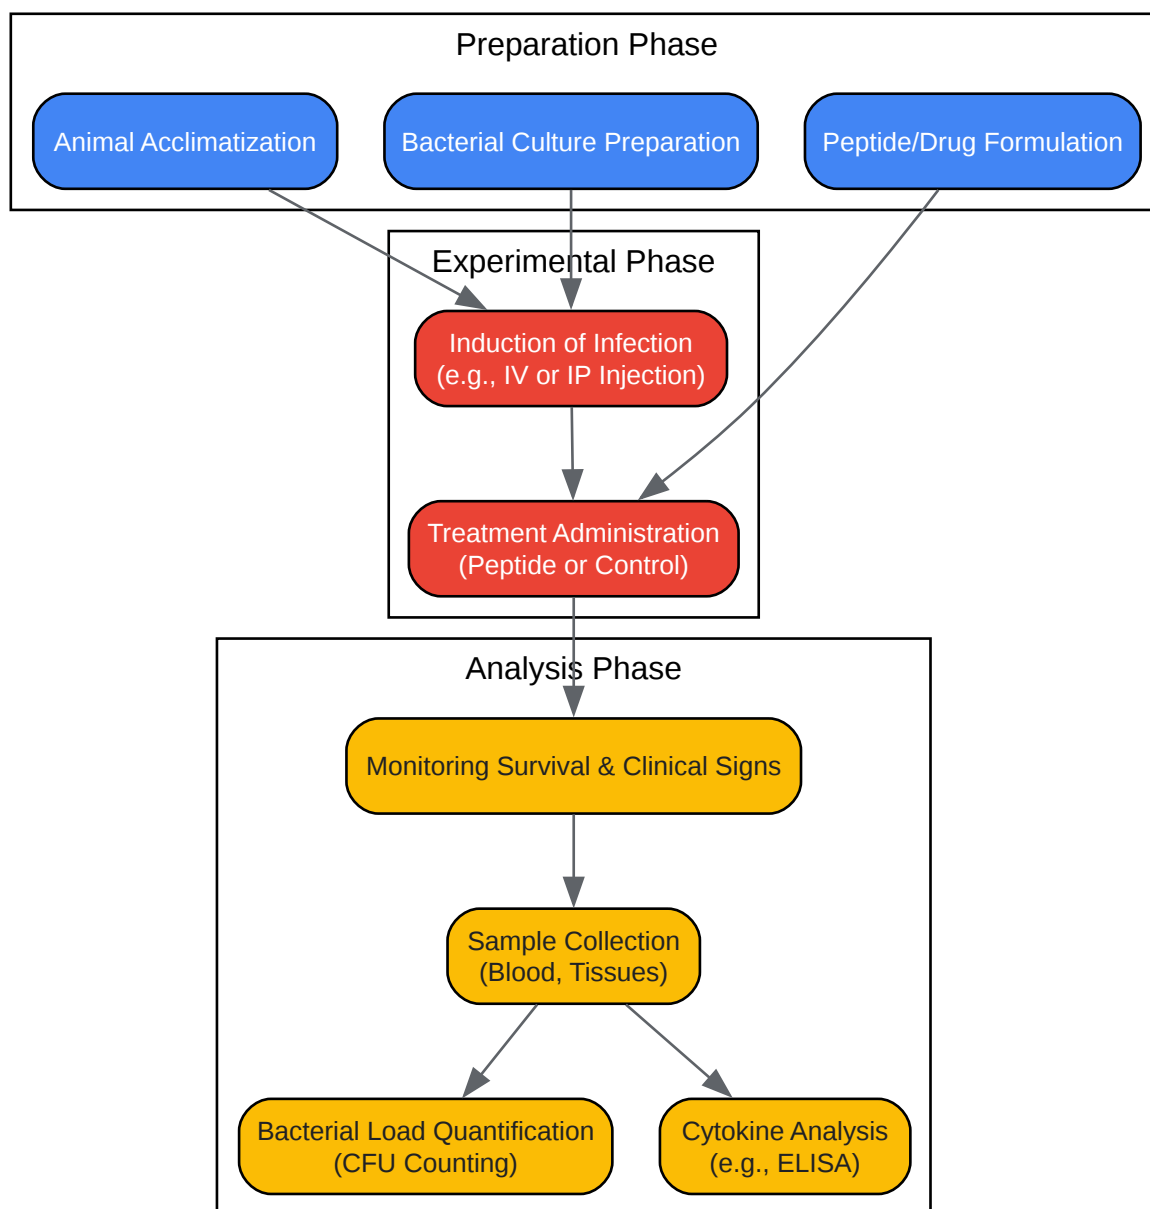 Preparation Phase
Animal Acclimatization
Bacterial Culture Preparation
Peptide/Drug Formulation
Experimental Phase
Induction of Infection
(e.g., IV or IP Injection)
Treatment Administration
(Peptide or Control)
Analysis Phase
Monitoring Survival & Clinical Signs
Sample Collection
(Blood, Tissues)
Bacterial Load Quantification
(CFU Counting)
Cytokine Analysis
(e.g., ELISA)